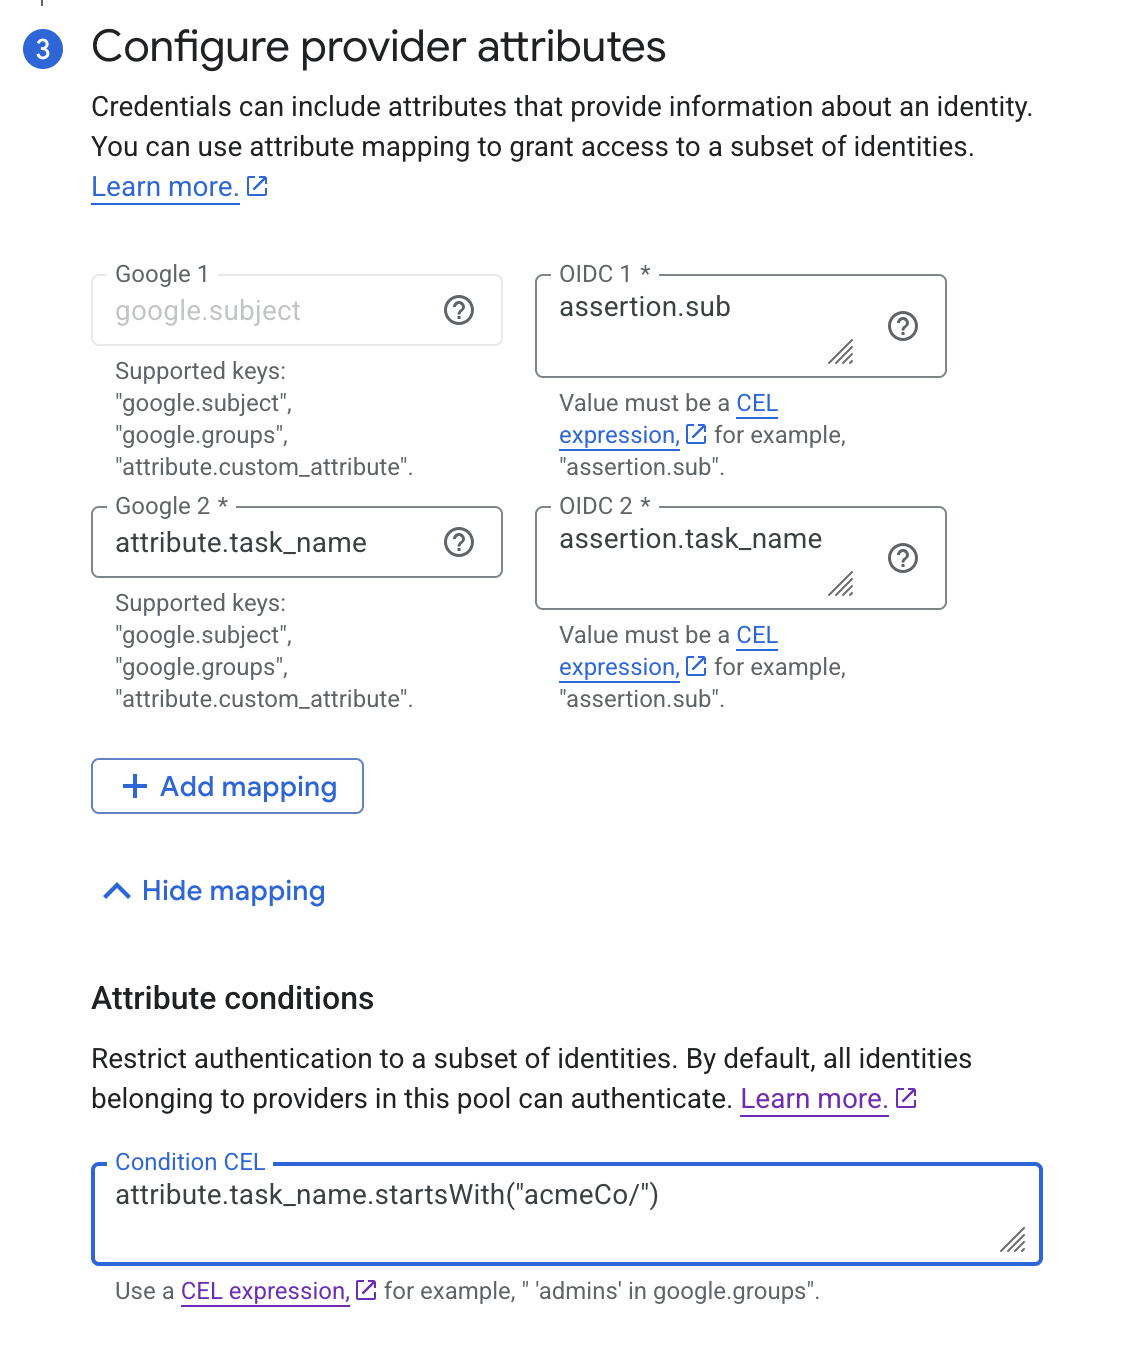 3 Configure provider attributes
Credentials can include attributes that provide information about an identity.
You can use attribute mapping to grant access to a subset of identities.
Learn more.
Google 1
google.subject
Supported keys:
"google.subject",
"google.groups",
"attribute.custom_attribute".
OIDC 1 *
assertion.sub
Value must be a CEL
expression, for example,
"assertion.sub".
Google 2 *
attribute.task_name
Supported keys:
"google.subject",
"google.groups",
"attribute.custom_attribute".
OIDC 2 *
assertion.task_name
Value must be a CEL
expression, for example,
"assertion.sub".
+ Add mapping
Hide mapping
Attribute conditions
Restrict authentication to a subset of identities. By default, all identities
belonging to providers in this pool can authenticate. Learn more.
Condition CEL
attribute.task_name.startsWith("acmeCo/")
Use a CEL expression, for example, " 'admins' in google.groups".